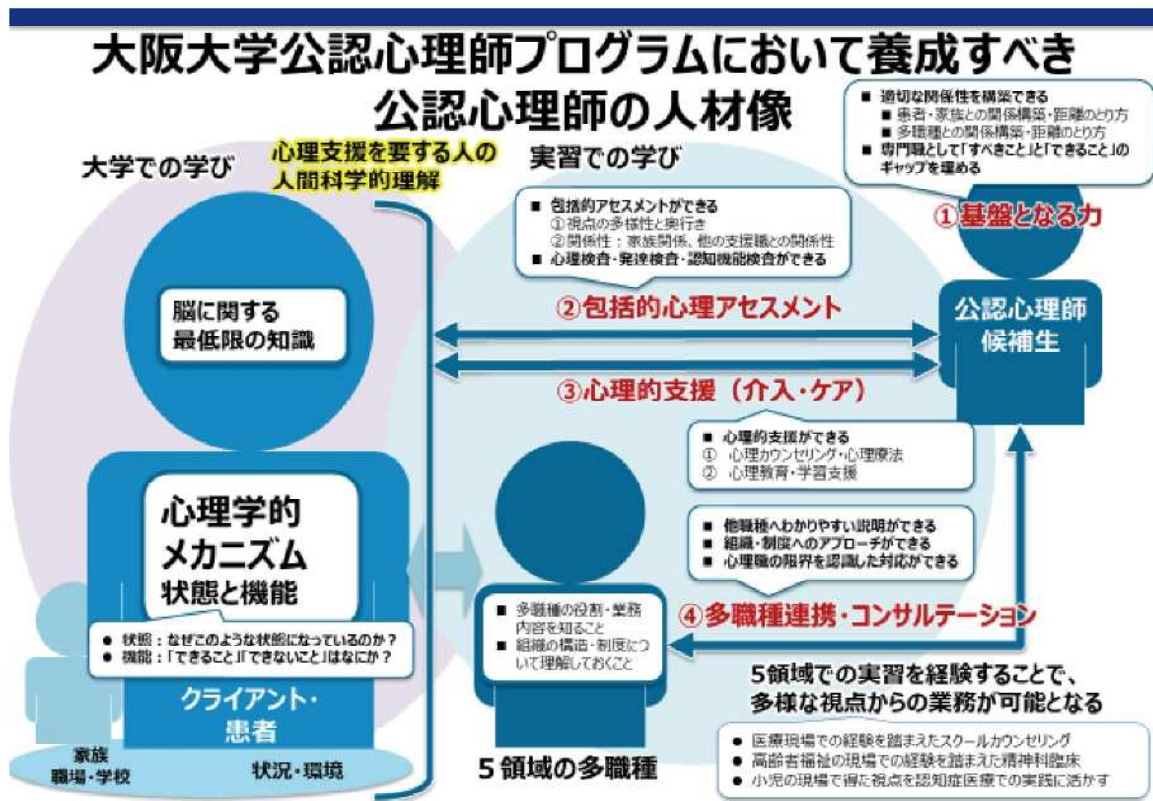 大阪大学公認心理師プログラムにおいて養成すべき
公認心理師の人材像
■ 適切な関係性を構築できる
■ 患者・家族との関係構築・距離のとり方
■ 多職種との関係構築・距離のとり方
■ 専門職として「すべきこと」と「できること」の
ギャップを埋める
①基盤となる力
大学での学び
心理支援を要する人の
人間科学的理解
実習での学び
■ 包括的アセスメントができる
①視点の多様性と奥行き
②関係性:家族関係、他の支援職との関係性
■ 心理検査・発達検査・認知機能検査ができる
②包括的心理アセスメント
公認心理師
候補生
③心理的支援(介入・ケア)
■ 心理的支援ができる
① 心理カウンセリング・心理療法
② 心理教育・学習支援
脳に関する
最低限の知識
心理学的
メカニズム
状態と機能
● 状態:なぜこのような状態になっているのか?
● 機能:「できること」「できないこと」はなにか?
クライアント・
患者
家族
職場・学校
状況・環境
■ 他職種へわかりやすい説明ができる
■ 組織・制度へのアプローチができる
■ 心理職の限界を認識した対応ができる
④多職種連携・コンサルテーション
■ 多職種の役割・業務
内容を知ること
■ 組織の構造・制度につ
いて理解しておくこと
5領域の多職種
5領域での実習を経験することで、
多様な視点からの業務が可能となる
● 医療現場での経験を踏まえたスクールカウンセリング
● 高齢者福祉の現場での経験を踏まえた精神科臨床
● 小児の現場で得た視点を認知症医療での実践に活かす